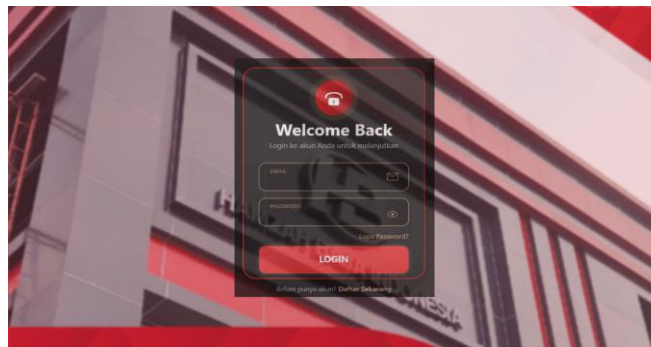 Welcome Back
Login ke akun Anda untuk melanjutkan
EMAIL
PASSWORD
Lupa Password?
LOGIN
Belum punya akun? Daftar Sekarang